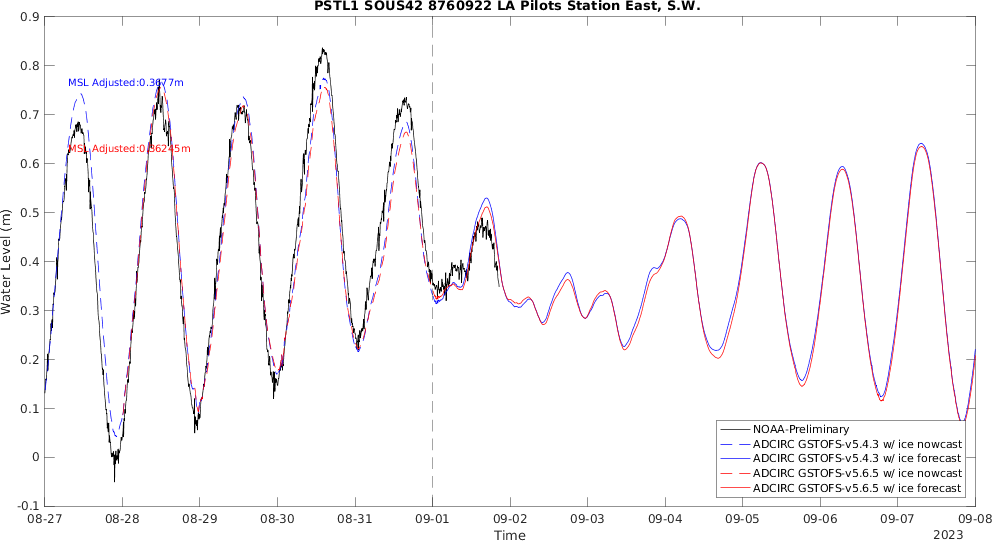 PSTL1 SOUS42 8760922 LA Pilots Station East, S.W.
0.9
0.8
0.7
0.6
0.5
0.4
0.3
0.2
0.1
0
-0.1
Water Level (m)
MSL Adjusted:0.3677m
MSL Adjusted:0.36245m
NOAA-Preliminary
ADCIRC GSTOFS-v5.4.3 w/ ice nowcast
ADCIRC GSTOFS-v5.4.3 w/ ice forecast
ADCIRC GSTOFS-v5.6.5 w/ ice nowcast
ADCIRC GSTOFS-v5.6.5 w/ ice forecast
08-27 08-28 08-29 08-30 08-31 09-01 09-02 09-03 09-04 09-05 09-06 09-07 09-08
Time
2023